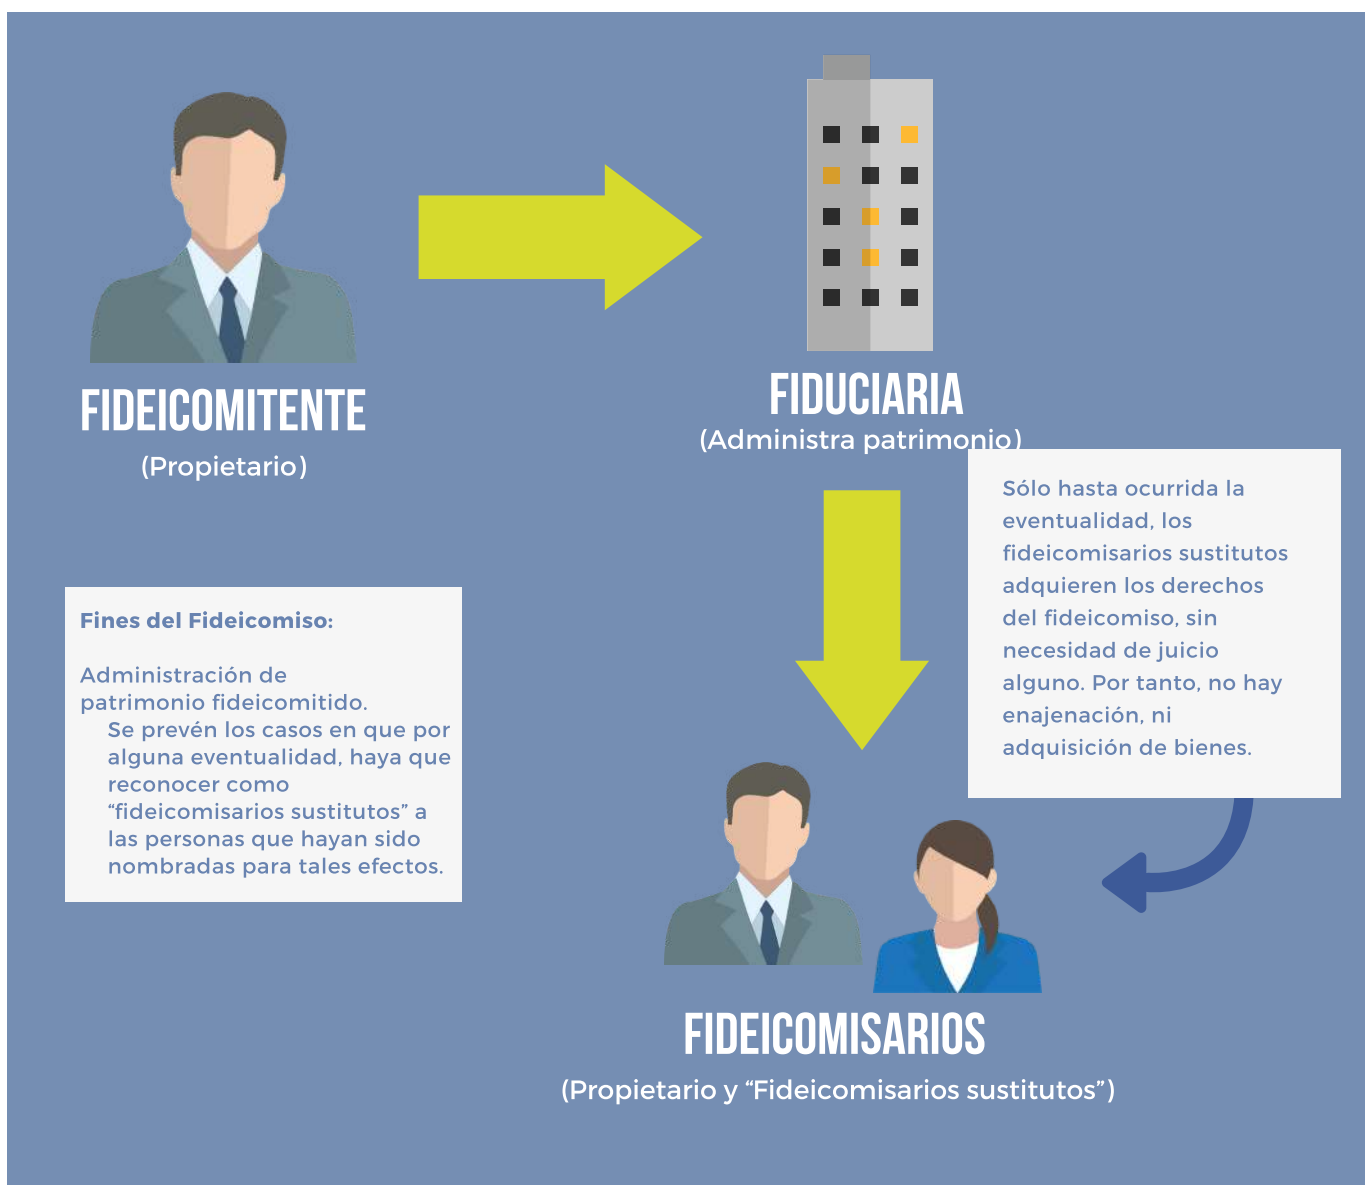 FIDEICOMITENTE
(Propietario)
FIDUCIARIA
(Administra patrimonio)
Sólo hasta ocurrida la
eventualidad, los
fideicomisarios sustitutos
adquieren los derechos
del fideicomiso, sin
necesidad de juicio
alguno. Por tanto, no hay
enajenación, ni
adquisición de bienes.
Fines del Fideicomiso:
Administración de
patrimonio fideicomitido.
Se prevén los casos en que por
alguna eventualidad, haya que
reconocer como
“fideicomisarios sustitutos” a
las personas que hayan sido
nombradas para tales efectos.
FIDEICOMISARIOS
(Propietario y “Fideicomisarios sustitutos”)